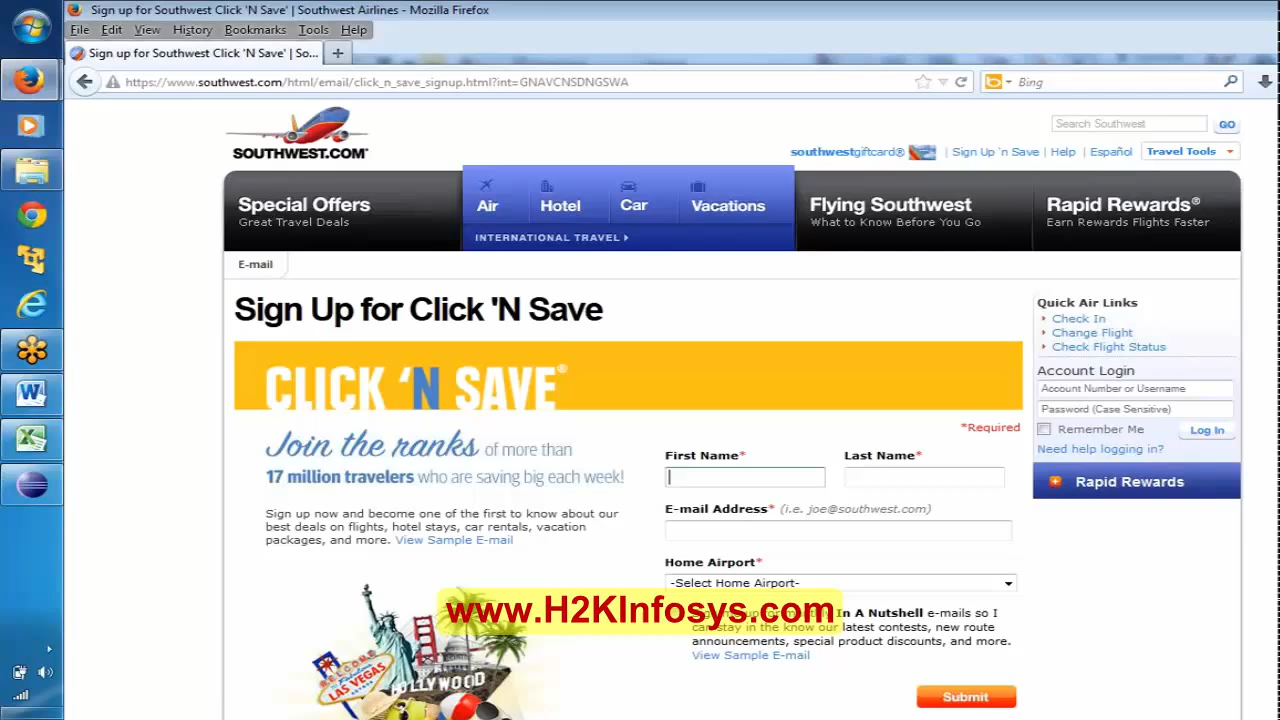 Sign up for Southwest Click 'N Save' | Southwest Airlines - Mozilla Firefox
File Edit View History Bookmarks Tools Help
Sign up for Southwest Click 'N Save' | So...
https://www.southwest.com/html/email/click_n_save_signup.html?int=GNAVCNSDNGSWA
Bing
SOUTHWEST.COM®
Search Southwest GO
southwestgiftcard® | Sign Up 'n Save | Help | Español Travel Tools
Special Offers
Great Travel Deals
Air Hotel Car Vacations
INTERNATIONAL TRAVEL
Flying Southwest
What to Know Before You Go
Rapid Rewards®
Earn Rewards Flights Faster
E-mail
Sign Up for Click 'N Save
CLICK 'N SAVE®
Join the ranks of more than
17 million travelers who are saving big each week!
Sign up now and become one of the first to know about our
best deals on flights, hotel stays, car rentals, vacation
packages, and more. View Sample E-mail
WELCOME
LAS VEGAS
HOLLYWOOD
*Required
First Name* Last Name*
E-mail Address* (i.e. joe@southwest.com)
Home Airport*
-Select Home Airport-
www.H2KInfosys.com
In A Nutshell e-mails so I
can stay in the know our latest contests, new route
announcements, special product discounts, and more.
View Sample E-mail
Submit
Quick Air Links
Check In
Change Flight
Check Flight Status
Account Login
Account Number or Username
Password (Case Sensitive)
Remember Me Log In
Need help logging in?
Rapid Rewards